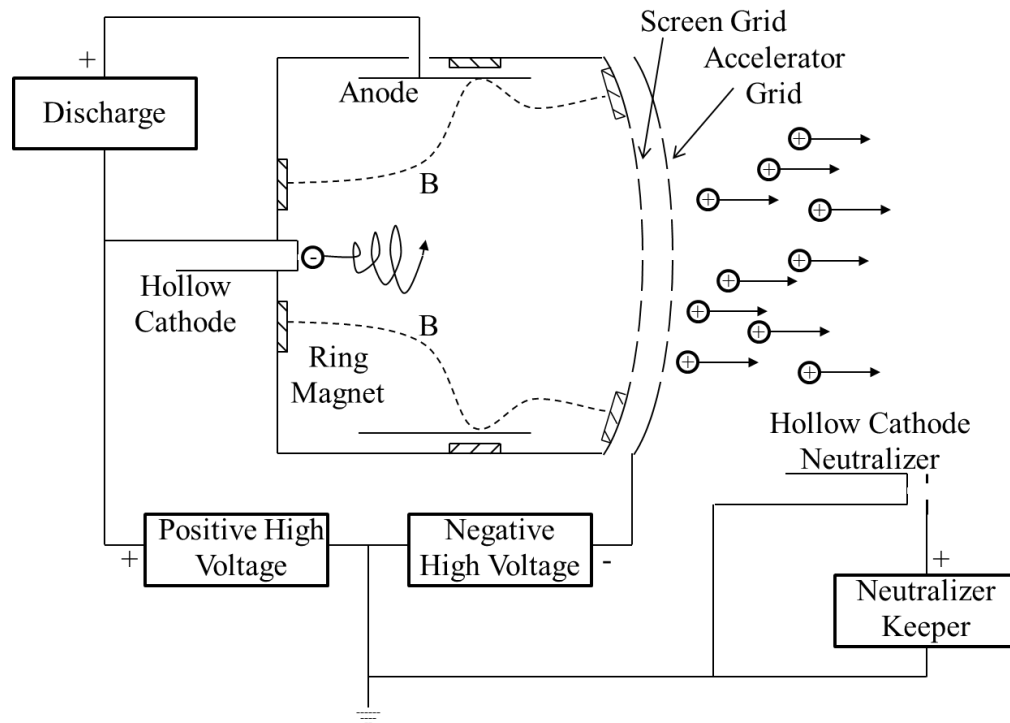 Screen Grid
Accelerator
Grid
+
Discharge
Anode
B
-
Hollow
Cathode
B
Ring
Magnet
+
+
+
+
+
+
+
+
+
+
Hollow Cathode
Neutralizer
Positive High
Voltage
+
Negative
High Voltage
-
+
Neutralizer
Keeper